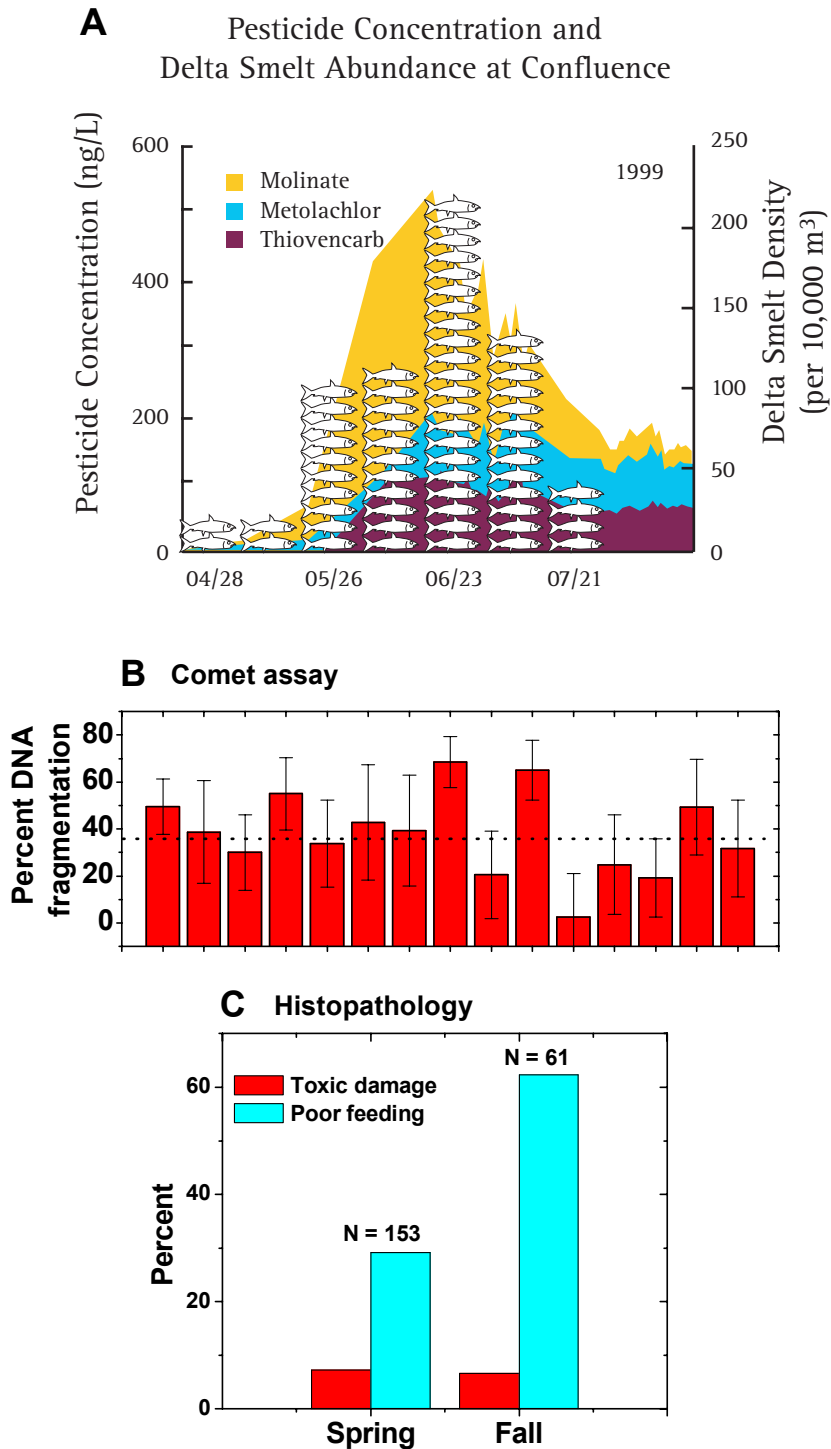 A
Pesticide Concentration and
Delta Smelt Abundance at Confluence
Pesticide Concentration (ng/L)
600
400
200
0
Molinate
Metolachlor
Thiovencarb
1999
250
200
150
100
50
0
Delta Smelt Density
(per 10,000 m³)
04/28
05/26
06/23
07/21
B Comet assay
Percent DNA
fragmentation
80
60
40
20
0
C Histopathology
Percent
60
40
20
0
Toxic damage
Poor feeding
N = 61
N = 153
Spring
Fall